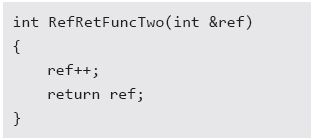 int RefRetFuncTwo(int &ref)
{
    ref++;
    return ref;
}